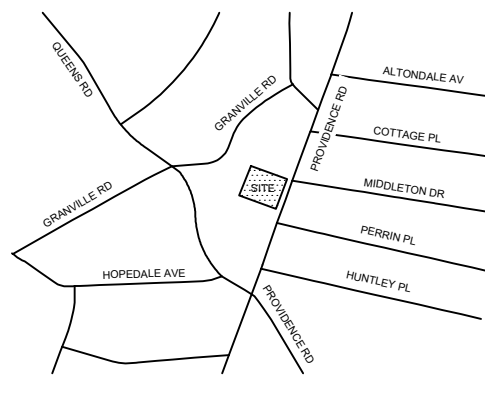 QUEENS RD
ALTONDALE AV
GRANVILLE RD
PROVIDENCE RD
COTTAGE PL
SITE
MIDDLETON DR
GRANVILLE RD
PERRIN PL
HOPEDALE AVE
HUNTLEY PL
PROVIDENCE RD